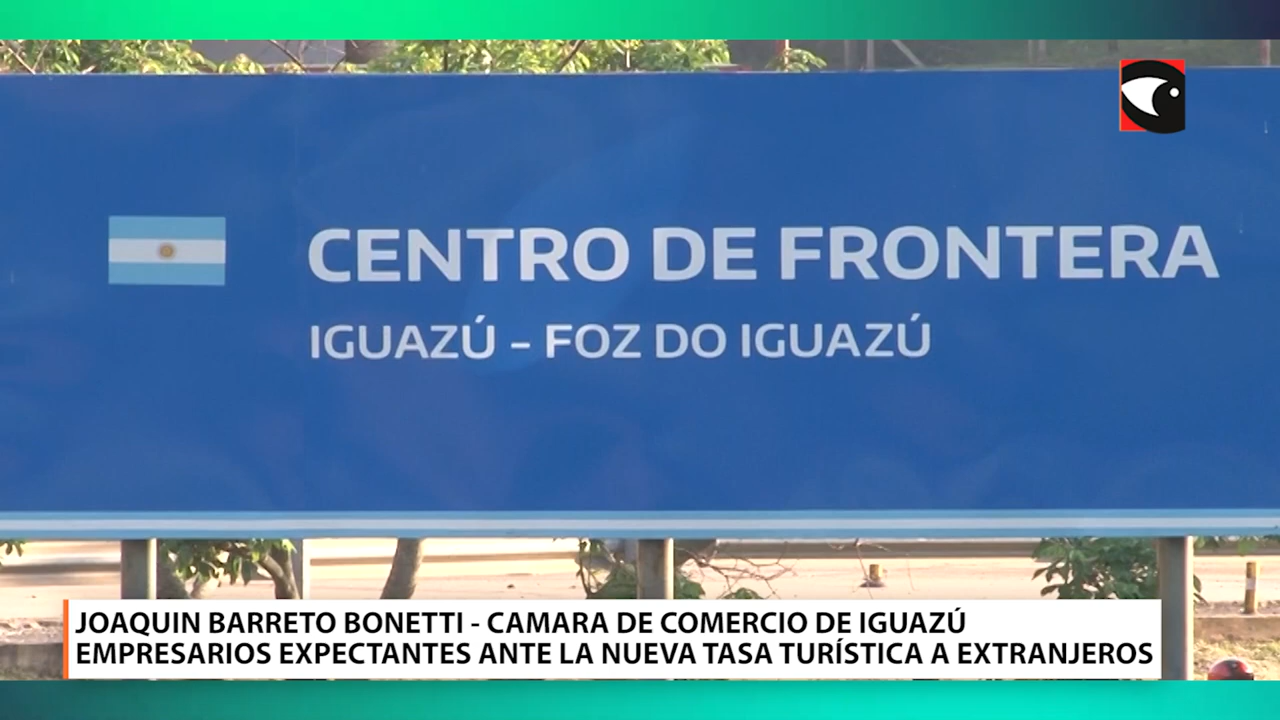 CENTRO DE FRONTERA
IGUAZÚ – FOZ DO IGUAZÚ
JOAQUIN BARRETO BONETTI - CAMARA DE COMERCIO DE IGUAZÚ
EMPRESARIOS EXPECTANTES ANTE LA NUEVA TASA TURÍSTICA A EXTRANJEROS